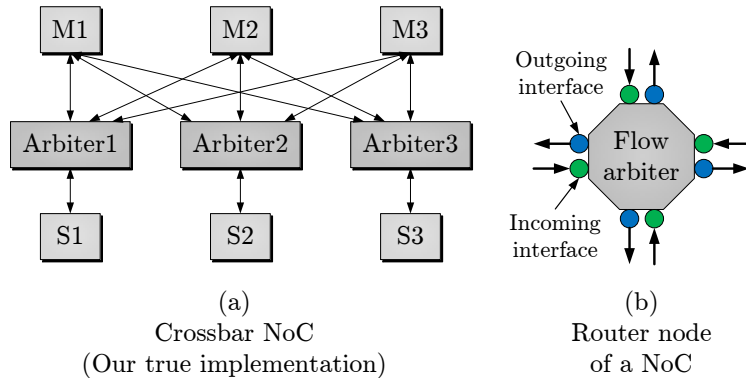 M1 M2 M3
Arbiter1 Arbiter2 Arbiter3
S1 S2 S3
(a)
Crossbar NoC
(Our true implementation)
Outgoing
interface
Flow
arbiter
Incoming
interface
(b)
Router node
of a NoC